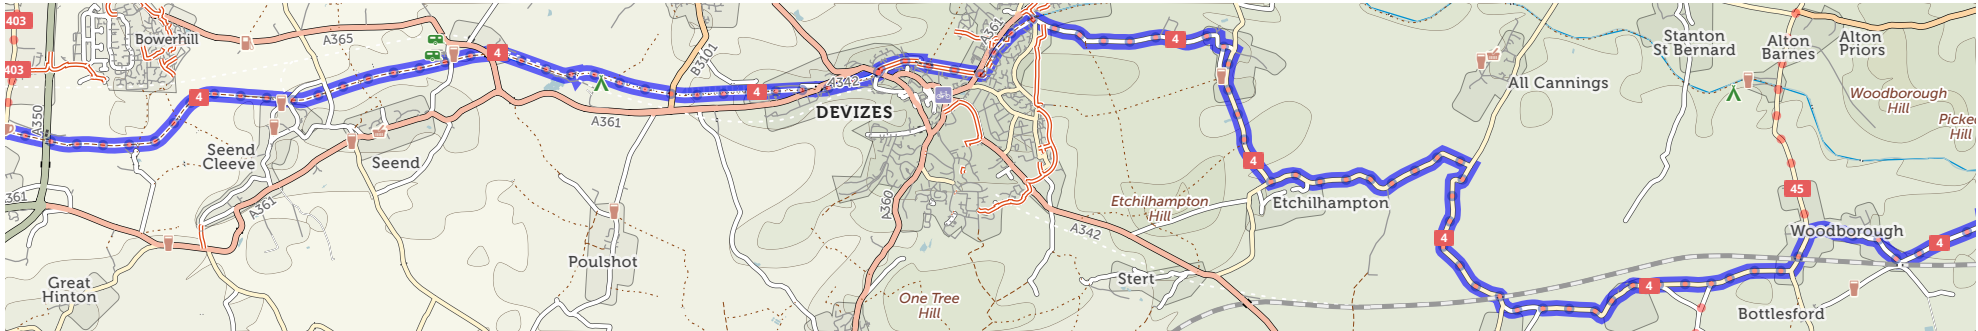 403
403
A350
361
Bowerhill
A365
4
4
Seend
Cleeve
Seend
A361
Great
Hinton
A361
B3101
4
A342
DEVIZES
A361
Poulshot
A360
One Tree
Hill
A342
Stert
Etchilhampton
Hill
4
4
Etchilhampton
4
All Cannings
Stanton
St Bernard
Alton
Barnes
Alton
Priors
Woodborough
Hill
Picke
Hill
45
Woodborough
4
4
Bottlesford